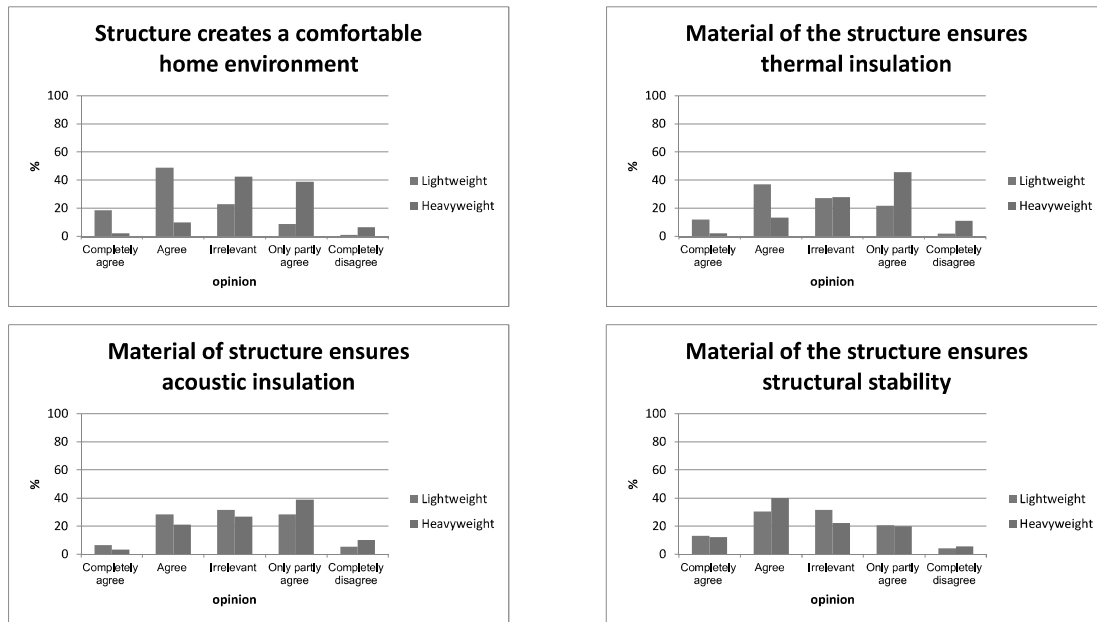 Structure creates a comfortable
home environment
100
80
60
40
20
0
%
Completely agree
Agree
Irrelevant
Only partly agree
Completely disagree
opinion
Lightweight
Heavyweight
Material of the structure ensures
thermal insulation
100
80
60
40
20
0
%
Completely agree
Agree
Irrelevant
Only partly agree
Completely disagree
opinion
Lightweight
Heavyweight
Material of structure ensures
acoustic insulation
100
80
60
40
20
0
%
Completely agree
Agree
Irrelevant
Only partly agree
Completely disagree
opinion
Lightweight
Heavyweight
Material of the structure ensures
structural stability
100
80
60
40
20
0
%
Completely agree
Agree
Irrelevant
Only partly agree
Completely disagree
opinion
Lightweight
Heavyweight